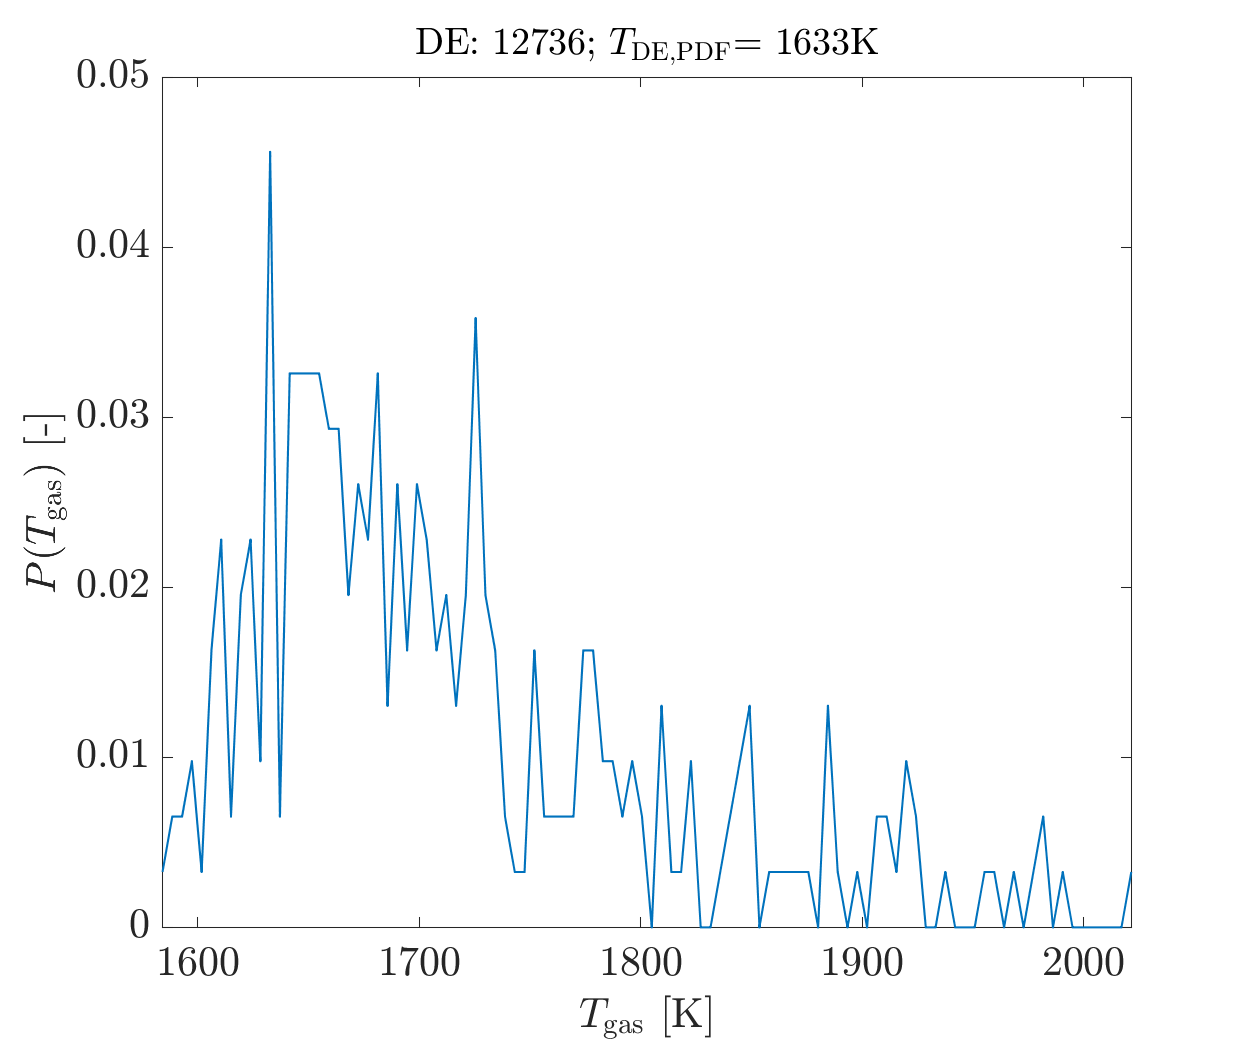 DE: 12736; T_DE,PDF= 1633K
0.05
0.04
0.03
0.02
0.01
0
P(T_gas) [-]
1600 1700 1800 1900 2000
T_gas [K]